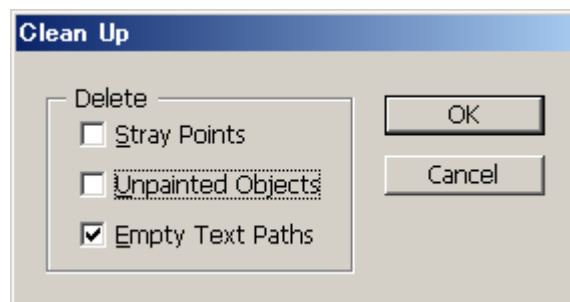 Clean Up
Delete
Stray Points
Unpainted Objects
Empty Text Paths
OK
Cancel